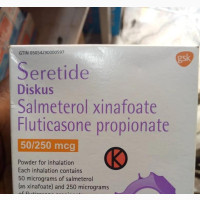 Seretide
gsk
Diskus
Salmeterol xinafoate
Fluticasone propionate
50/250 mcg
Powder for inhalation
Each inhalation contains
50 micrograms of salmeterol
(as xinafoate) and 250 micrograms
K